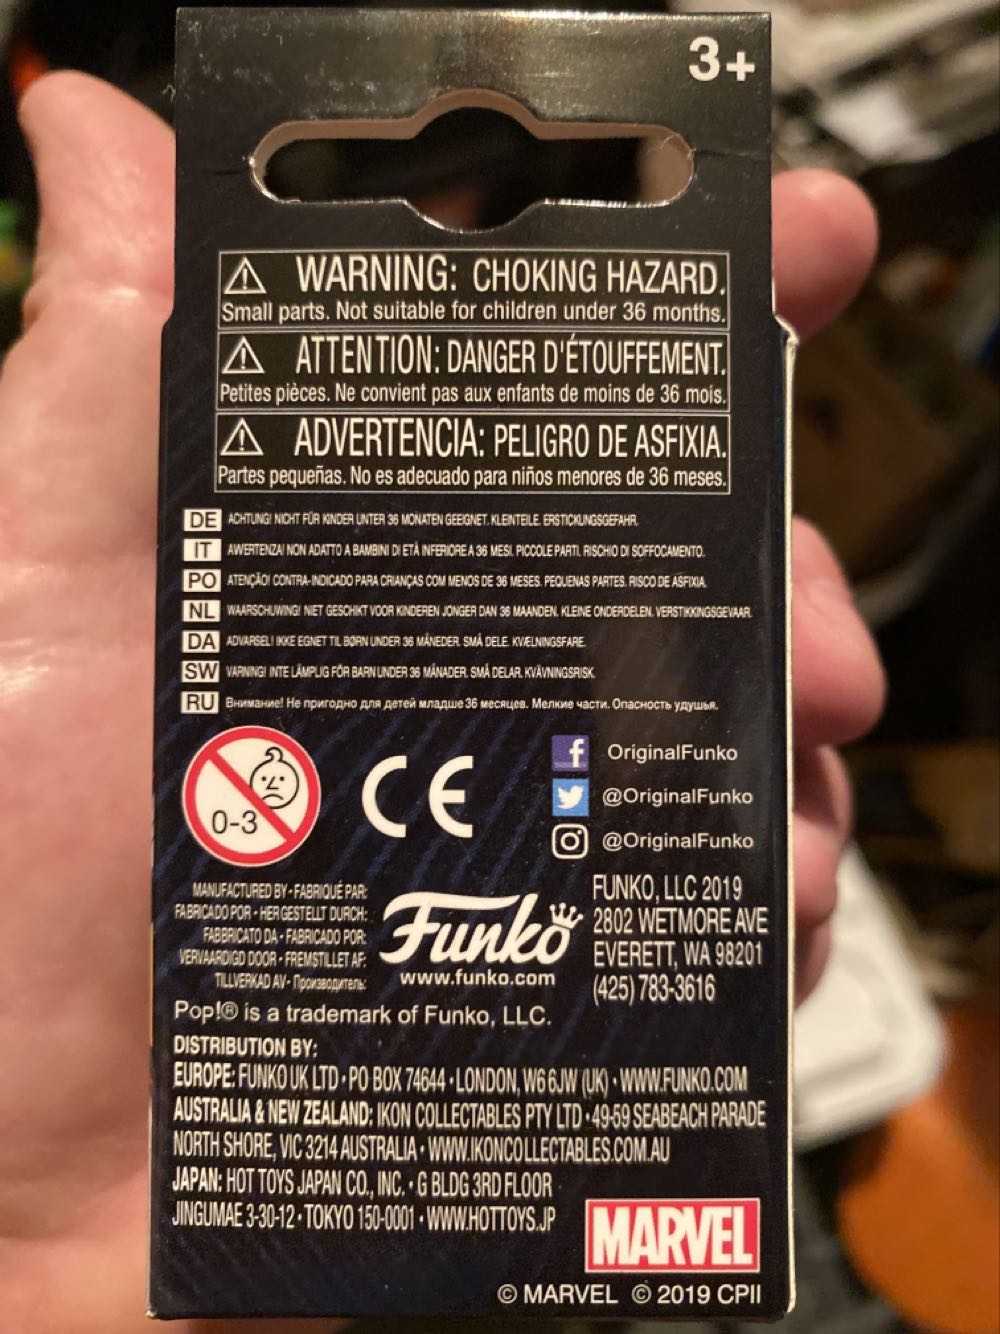 3+
WARNING: CHOKING HAZARD.
Small parts. Not suitable for children under 36 months.
ATTENTION: DANGER D'ÉTOUFFEMENT.
Petites pièces. Ne convient pas aux enfants de moins de 36 mois.
ADVERTENCIA: PELIGRO DE ASFIXIA.
Partes pequeñas. No es adecuado para niños menores de 36 meses.
DE ACHTUNG! NICHT FÜR KINDER UNTER 36 MONATEN GEEIGNET. KLEINTEILE. ERSTICKUNGSGEFAHR.
IT AWERTENZA! NON ADATTO A BAMBINI DI ETÀ INFERIORE A 36 MESI. PICCOLE PARTI. RISCHIO DI SOFFOCAMENTO.
PO ATENÇÃO! CONTRA-INDICADO PARA CRIANÇAS COM MENOS DE 36 MESES. PEQUENAS PARTES. RISCO DE ASFIXIA.
NL WAARSCHUWING! NIET GESCHIKT VOOR KINDEREN JONGER DAN 36 MAANDEN. KLEINE ONDERDELEN. VERSTIKKINGSGEVAAR.
DA ADVARSEL! IKKE EGNET TIL BØRN UNDER 36 MÅNEDER. SMÅ DELE. KVÆLNINGSFARE.
SW VARNING! INTE LÄMPLIG FÖR BARN UNDER 36 MÅNADER. SMÅ DELAR. KVÄVNINGSRISK.
RU Внимание! Не пригодно для детей младше 36 месяцев. Мелкие части. Опасность удушья.
0-3
CE
OriginalFunko
@OriginalFunko
@OriginalFunko
MANUFACTURED BY • FABRIQUÉ PAR:
FABRICADO POR • HERGESTELLT DURCH:
FABBRICATO DA • FABRICADO POR:
VERVAARDIGD DOOR • FREMSTILLET AF:
TILLVERKAD AV • Производитель:
Funko
www.funko.com
FUNKO, LLC 2019
2802 WETMORE AVE
EVERETT, WA 98201
(425) 783-3616
Pop!® is a trademark of Funko, LLC.
DISTRIBUTION BY:
EUROPE: FUNKO UK LTD • PO BOX 74644 • LONDON, W6 6JW (UK) • WWW.FUNKO.COM
AUSTRALIA & NEW ZEALAND: IKON COLLECTABLES PTY LTD • 49-59 SEABEACH PARADE
NORTH SHORE, VIC 3214 AUSTRALIA • WWW.IKONCOLLECTABLES.COM.AU
JAPAN: HOT TOYS JAPAN CO., INC. • G BLDG 3RD FLOOR
JINGUMAE 3-30-12 • TOKYO 150-0001 • WWW.HOTTOYS.JP
MARVEL
© MARVEL © 2019 CPII